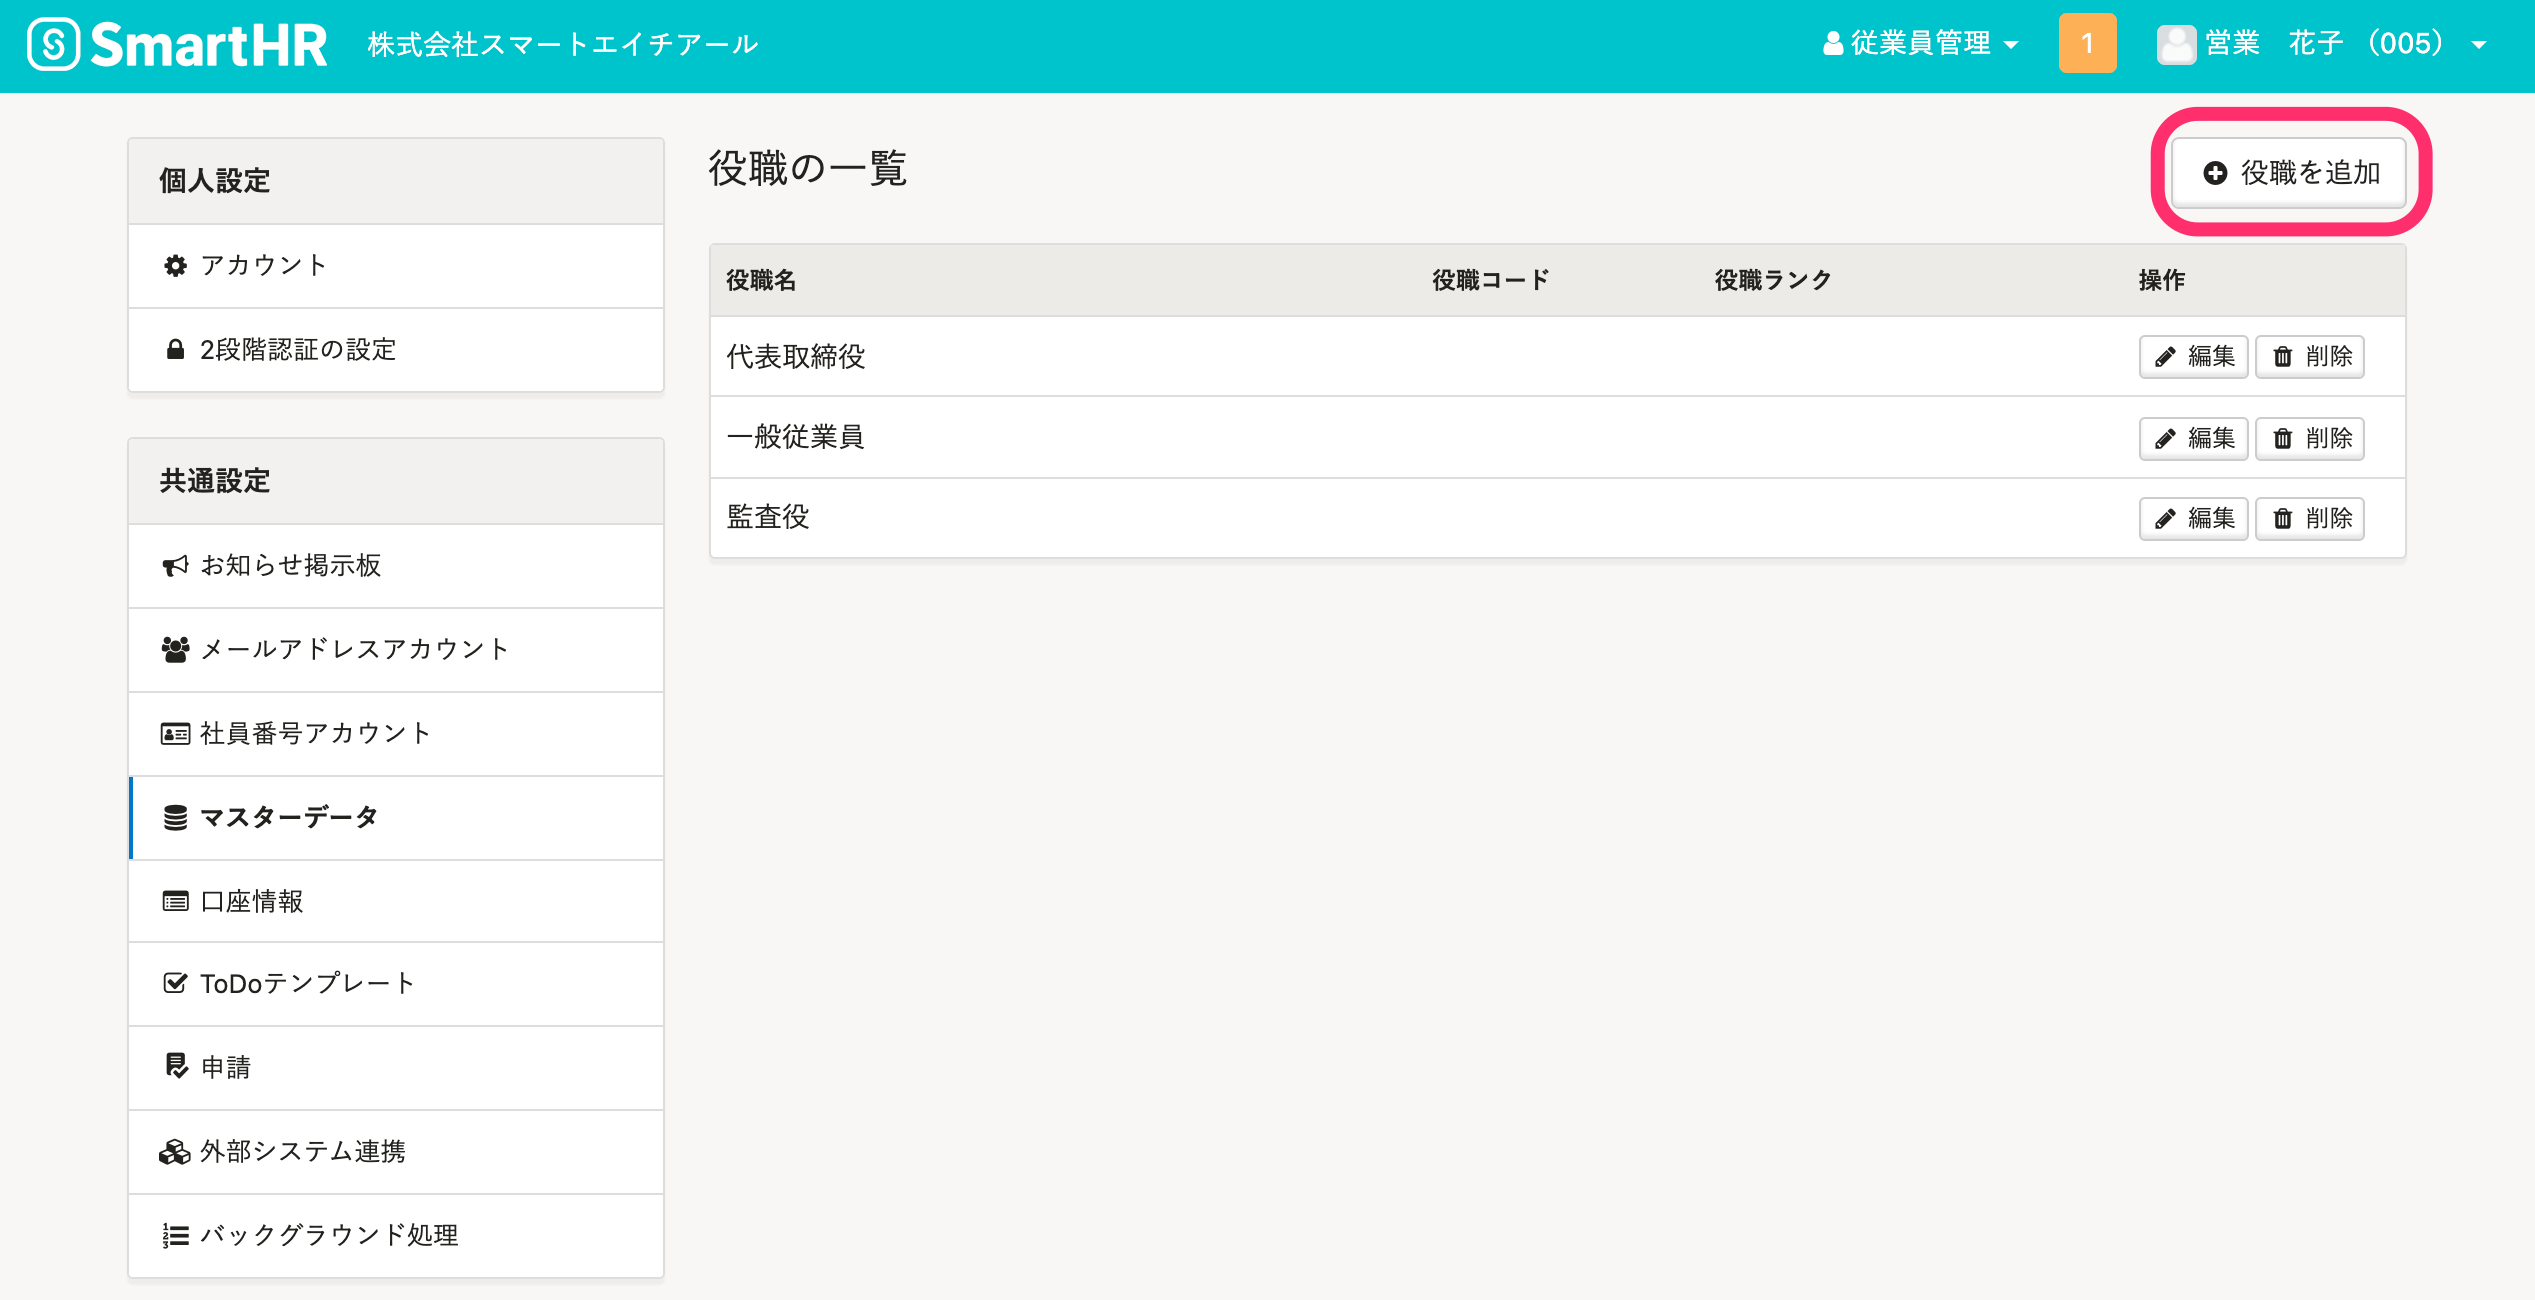 SmartHR 株式会社スマートエイチアール 従業員管理 1 営業 花子 （005）
個人設定
アカウント
2段階認証の設定
共通設定
お知らせ掲示板
メールアドレスアカウント
社員番号アカウント
マスターデータ
口座情報
ToDoテンプレート
申請
外部システム連携
バックグラウンド処理
役職の一覧
役職を追加
役職名 役職コード 役職ランク 操作
代表取締役 編集 削除
一般従業員 編集 削除
監査役 編集 削除